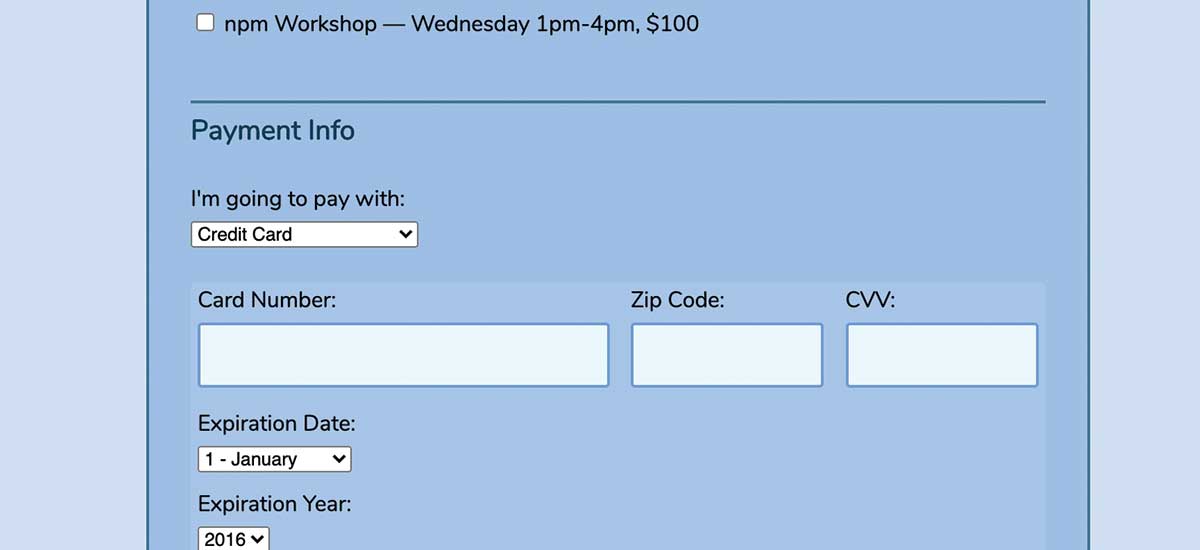 npm Workshop — Wednesday 1pm-4pm, $100
Payment Info
I'm going to pay with:
Credit Card
Card Number: Zip Code: CVV:
Expiration Date:
1 - January
Expiration Year:
2016